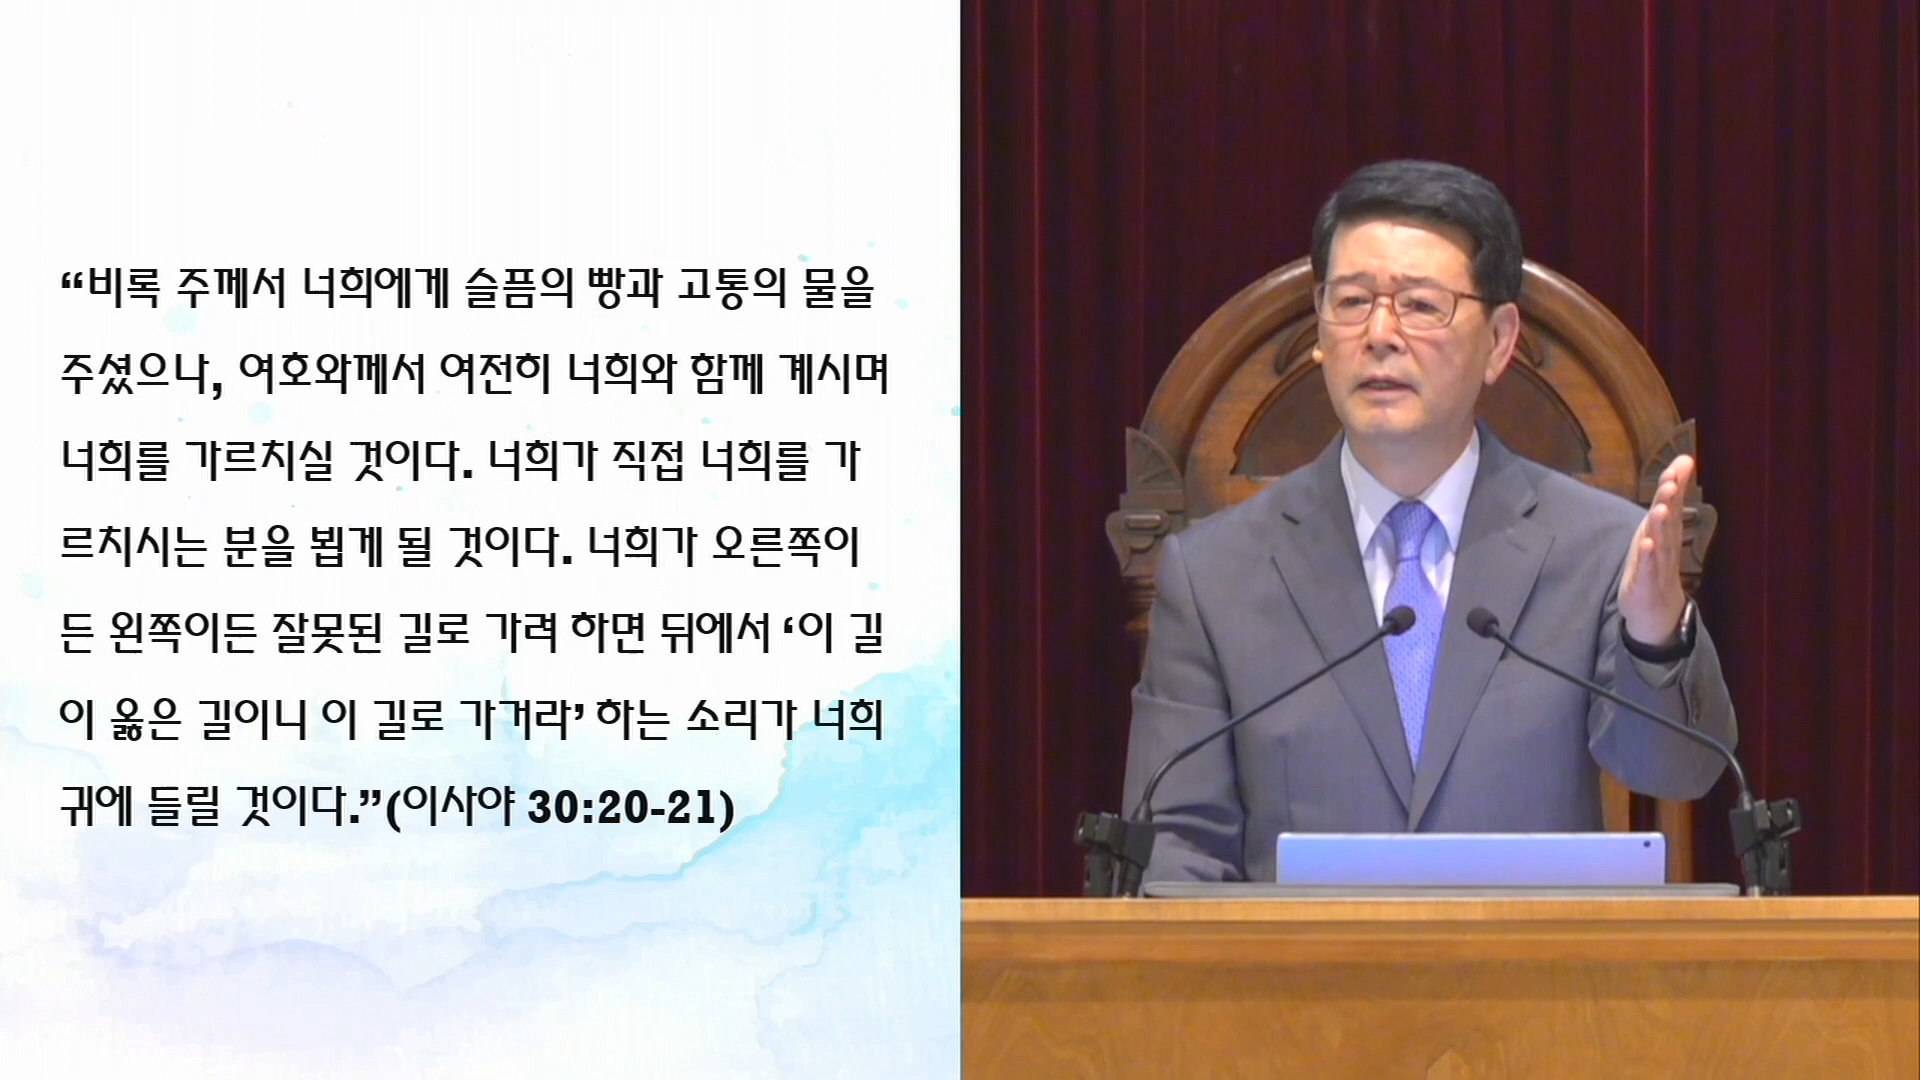 “비록 주께서 너희에게 슬픔의 빵과 고통의 물을
주셨으나, 여호와께서 여전히 너희와 함께 계시며
너희를 가르치실 것이다. 너희가 직접 너희를 가
르치시는 분을 뵙게 될 것이다. 너희가 오른쪽이
든 왼쪽이든 잘못된 길로 가려 하면 뒤에서 ‘이 길
이 옳은 길이니 이 길로 가거라’ 하는 소리가 너희
귀에 들릴 것이다.”(이사야 30:20-21)